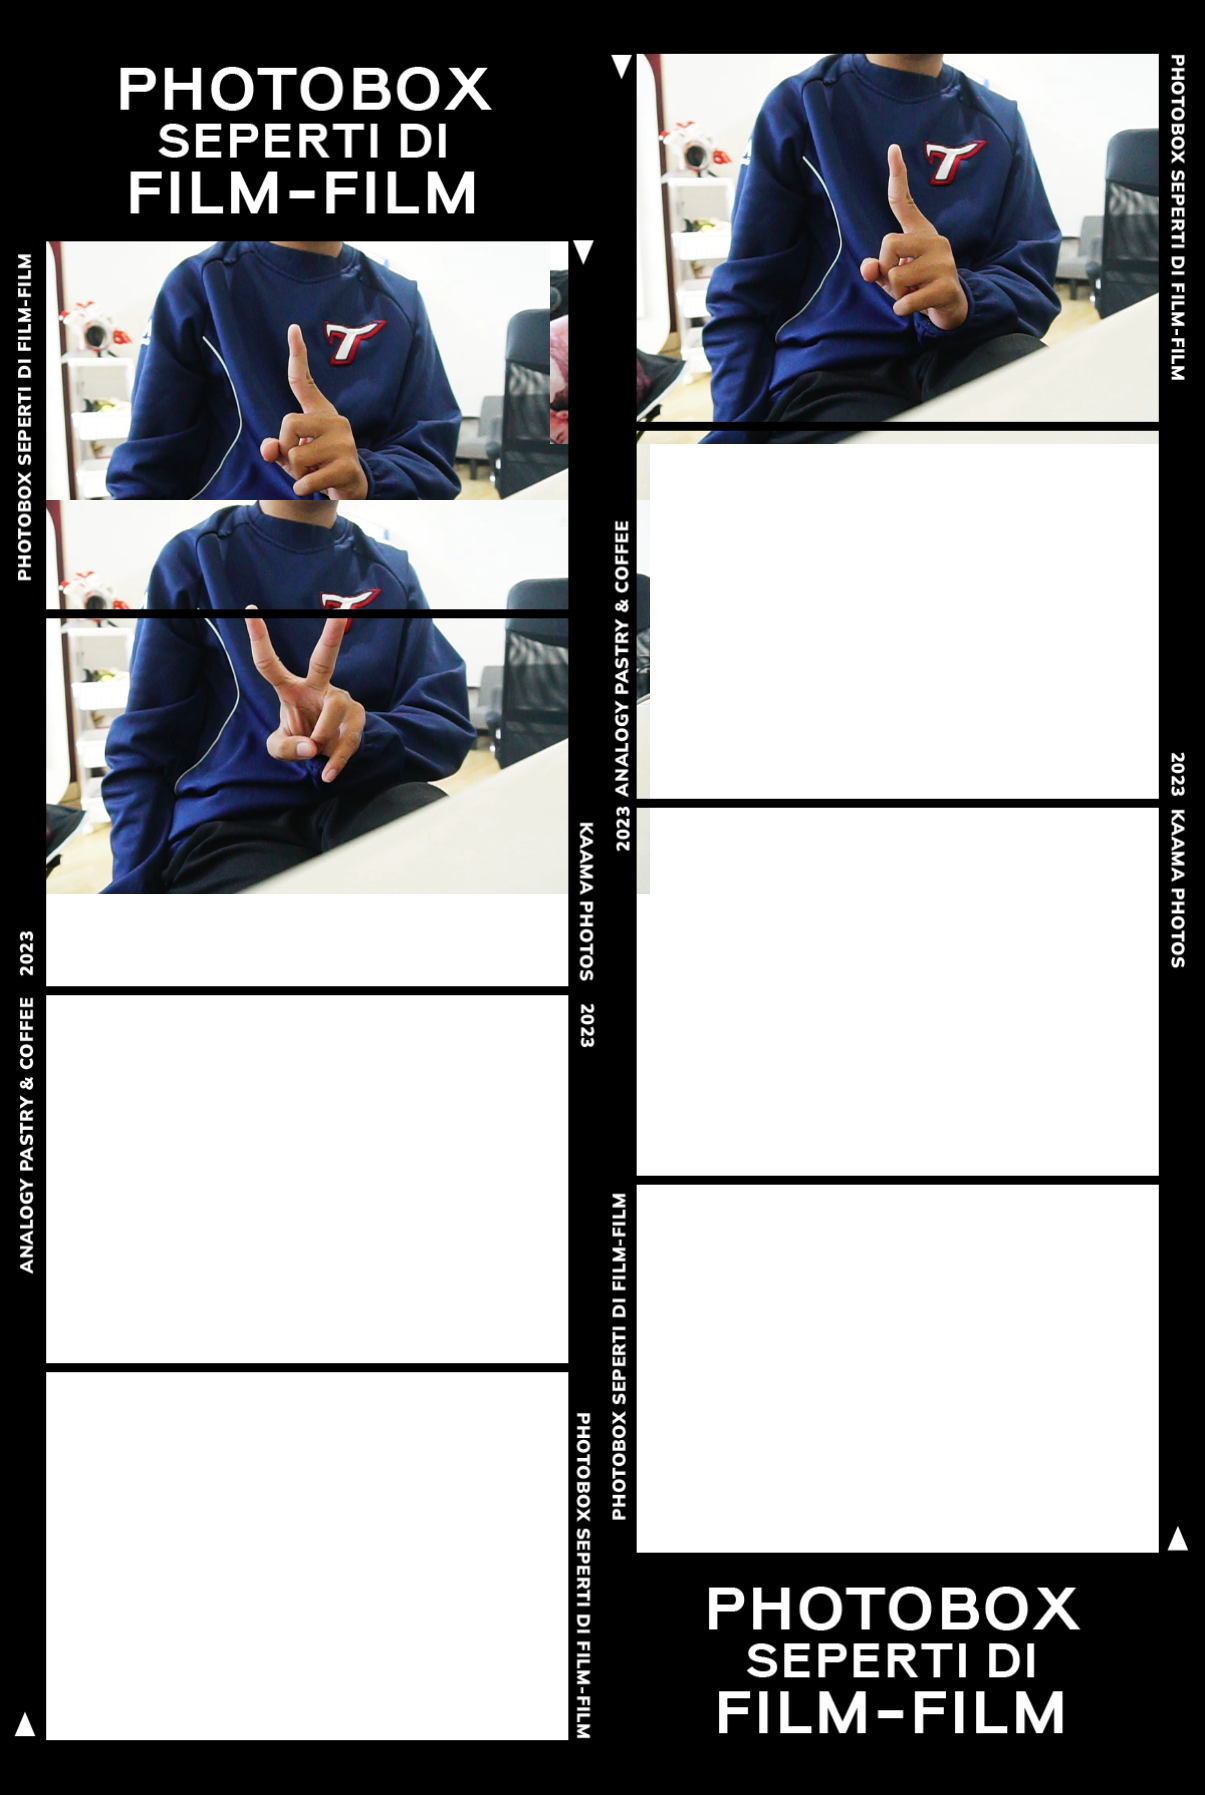 PHOTOBOX
SEPERTI DI
FILM-FILM
PHOTOBOX SEPERTI DI FILM-FILM
T
T
2023
ANALOGY PASTRY & COFFEE
KAAMA PHOTOS
2023
PHOTOBOX SEPERTI DI FILM-FILM
T
PHOTOBOX SEPERTI DI FILM-FILM
2023 ANALOGY PASTRY & COFFEE
2023 KAAMA PHOTOS
PHOTOBOX SEPERTI DI FILM-FILM
PHOTOBOX
SEPERTI DI
FILM-FILM